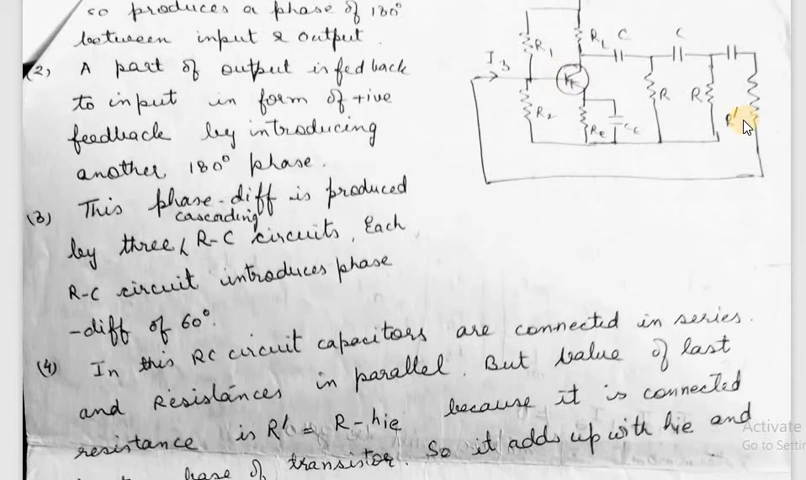 so produces a phase of 180°
between input & output.
(2) A part of output is fed back
to input in form of +ive
feedback by introducing
another 180° phase.
(3) This phase-diff is produced
cascading
by three R-C circuits. Each
R-C circuit introduces phase
-diff of 60°.
(4) In this RC circuit capacitors are connected in series.
and Resistances in parallel. But value of last
resistance is R' = R-hie because it is connected
base of transistor. So it adds up with hie and
RL C C
R1
IB
R R
R2 R'
RE CE
Activate
Go to Settin